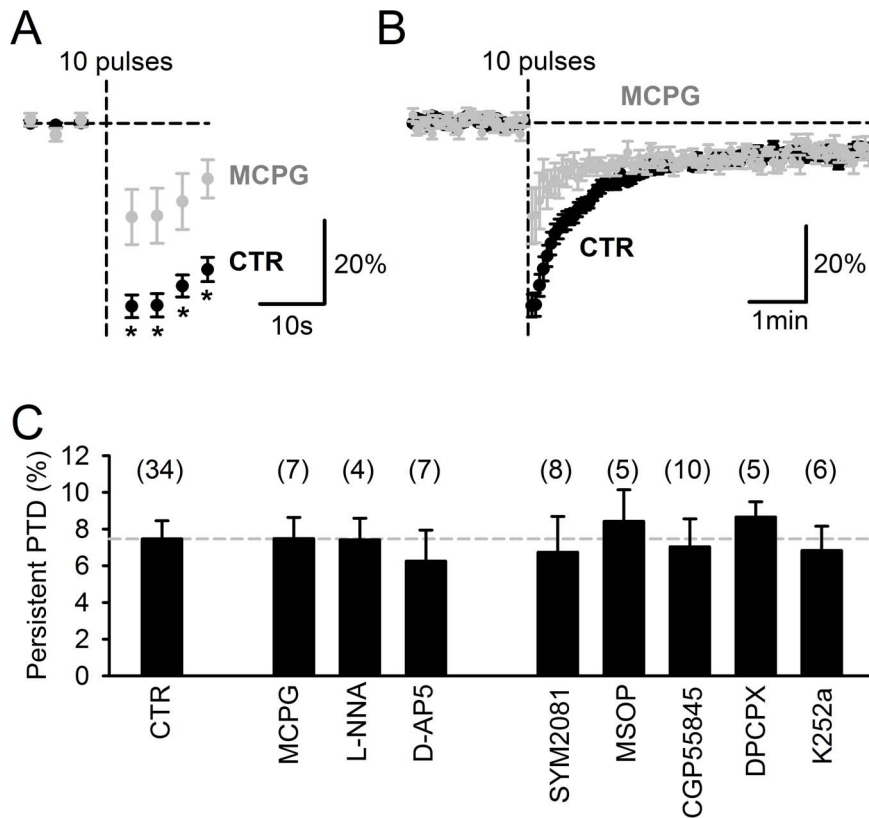 A
10 pulses
MCPG
CTR
* * * *
20%
10s
B
10 pulses
MCPG
CTR
20%
1min
C
Persistent PTD (%)
12
10
8
6
4
2
0
(34) (7) (4) (7) (8) (5) (10) (5) (6)
CTR
MCPG
L-NNA
D-AP5
SYM2081
MSOP
CGP55845
DPCPX
K252a